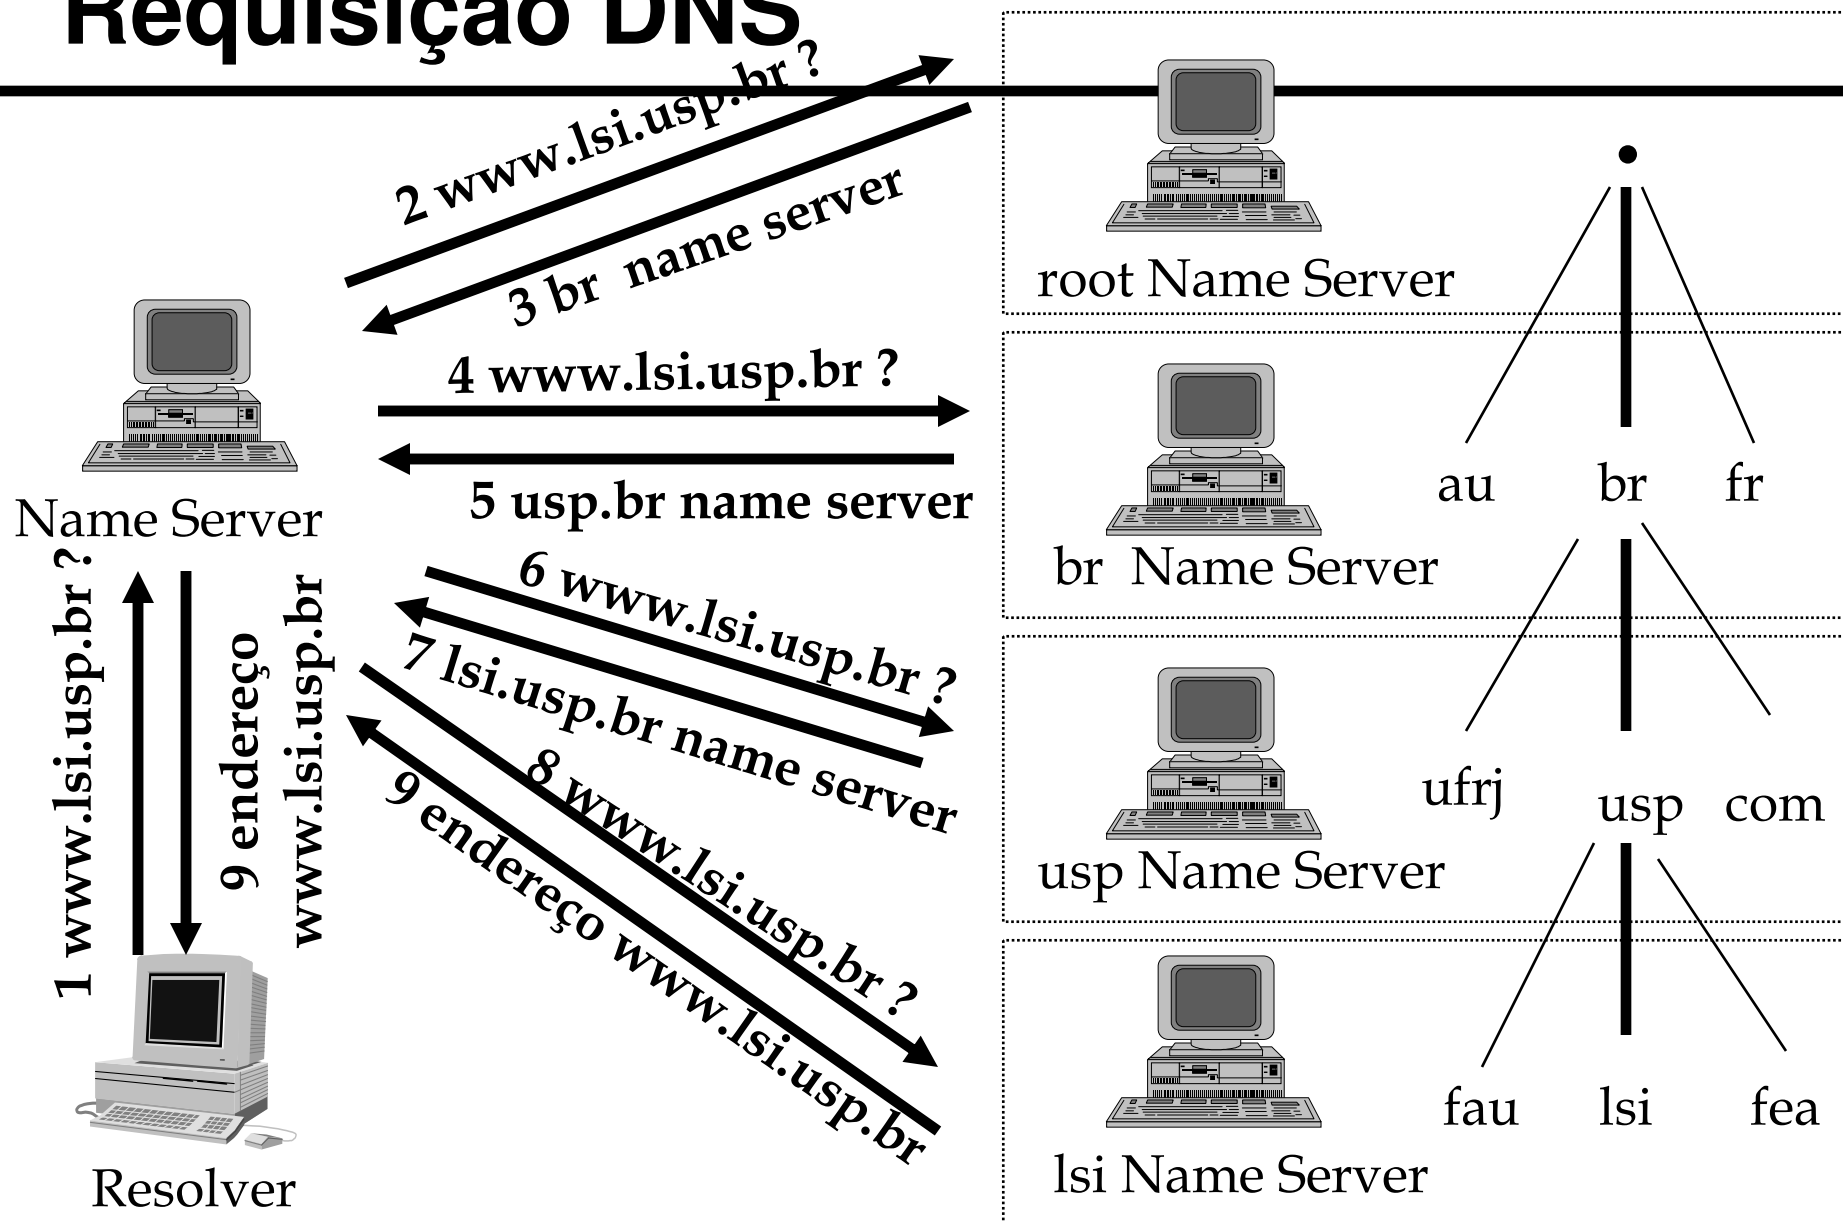 Requisição DNS
2 www.lsi.usp.br ?
3 br name server
root Name Server
4 www.lsi.usp.br ?
5 usp.br name server
Name Server
au br fr
br Name Server
1 www.lsi.usp.br ?
9 endereço
www.lsi.usp.br
6 www.lsi.usp.br ?
7 lsi.usp.br name server
ufrj usp com
usp Name Server
8 www.lsi.usp.br ?
9 endereço www.lsi.usp.br
fau lsi fea
lsi Name Server
Resolver